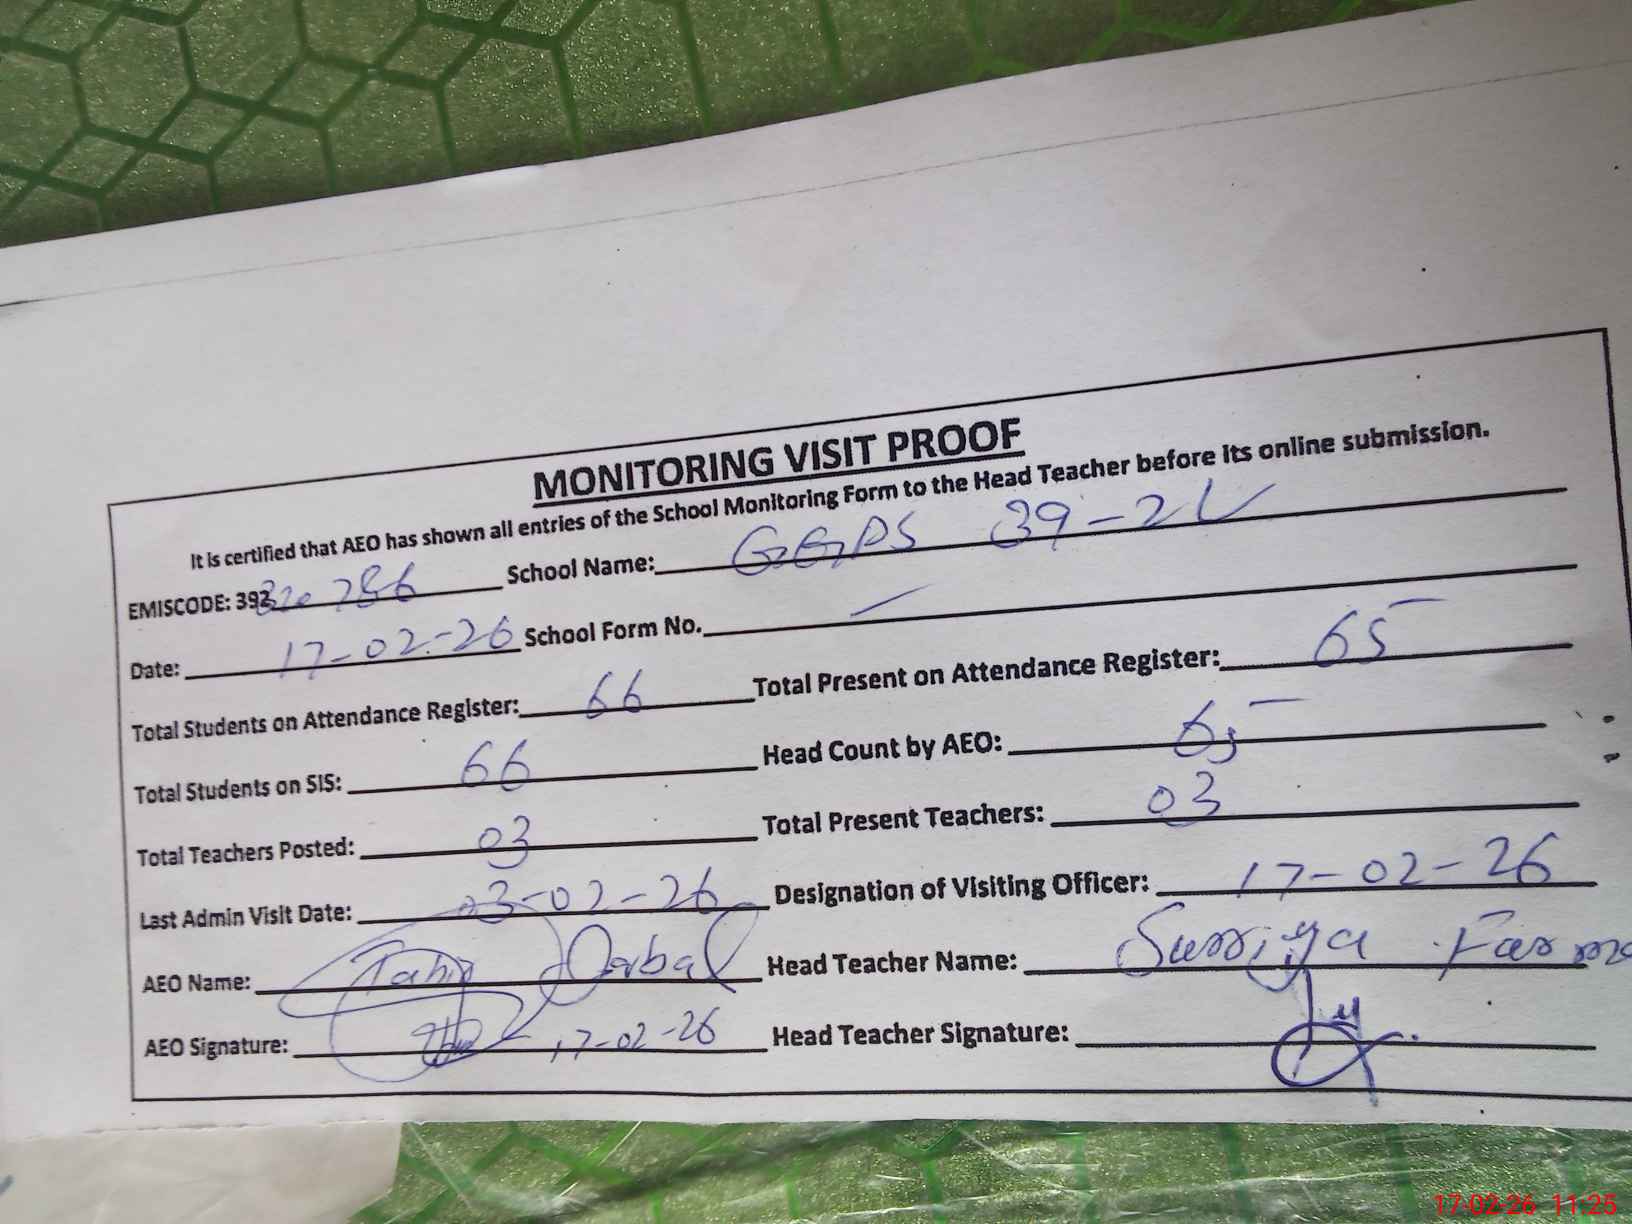 MONITORING VISIT PROOF
It is certified that AEO has shown all entries of the School Monitoring Form to the Head Teacher before its online submission.
EMISCODE: 392 786 School Name: GGPS 39-2L
Date: 17-02-26 School Form No. —
Total Students on Attendance Register: 66 Total Present on Attendance Register: 65
Total Students on SIS: 66 Head Count by AEO: 65
Total Teachers Posted: 03 Total Present Teachers: 03
Last Admin Visit Date: 03-02-26 Designation of Visiting Officer: 17-02-26
AEO Name: Tahir Head Teacher Name: Surriya
AEO Signature: 17-02-26 Head Teacher Signature:
17-02-26 11:25